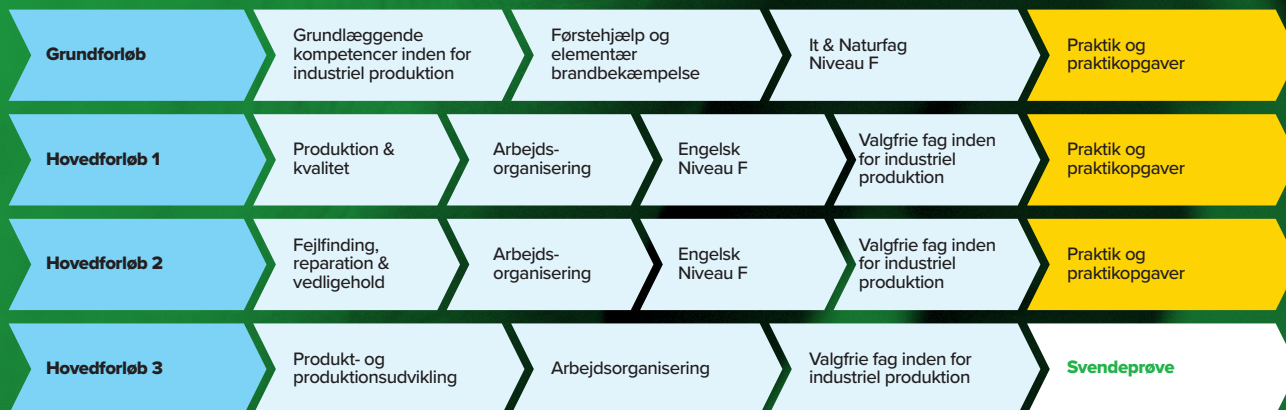 Grundforløb
Grundlæggende
kompetencer inden for
industriel produktion
Førstehjælp og
elementær
brandbekæmpelse
It & Naturfag
Niveau F
Praktik og
praktikopgaver
Hovedforløb 1
Produktion &
kvalitet
Arbejds-
organisering
Engelsk
Niveau F
Valgfrie fag inden
for industriel
produktion
Praktik og
praktikopgaver
Hovedforløb 2
Fejlfinding,
reparation &
vedligehold
Arbejds-
organisering
Engelsk
Niveau F
Valgfrie fag inden
for industriel
produktion
Praktik og
praktikopgaver
Hovedforløb 3
Produkt- og
produktionsudvikling
Arbejdsorganisering
Valgfrie fag inden for
industriel produktion
Svendeprøve